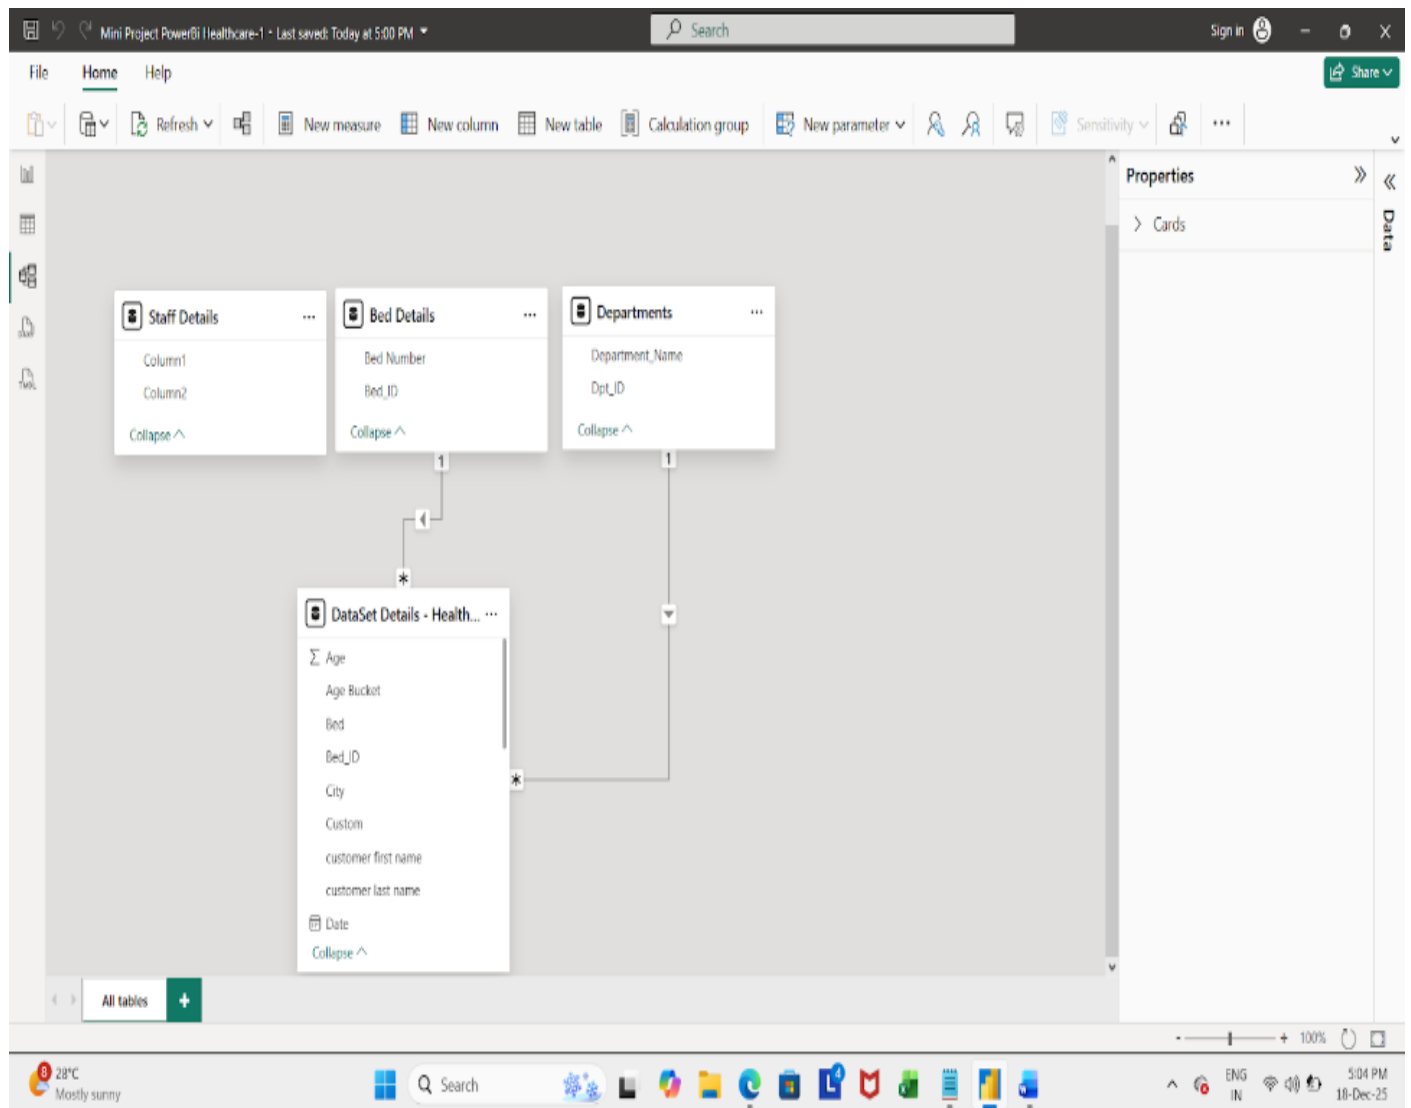 Mini Project PowerBi Healthcare-1 • Last saved: Today at 5:00 PM
Search
Sign in
File Home Help
Share
Refresh New measure New column New table Calculation group New parameter Sensitivity
Properties
Cards
Data
Staff Details
Column1
Column2
Collapse
Bed Details
Bed Number
Bed_ID
Collapse
Departments
Department_Name
Dpt_ID
Collapse
1
1
*
DataSet Details - Health...
Age
Age Bucket
Bed
Bed_ID
City
Custom
customer first name
customer last name
Date
Collapse
*
All tables
+
- + 100%
8
28°C
Mostly sunny
Search
4
ENG
IN
5:04 PM
18-Dec-25